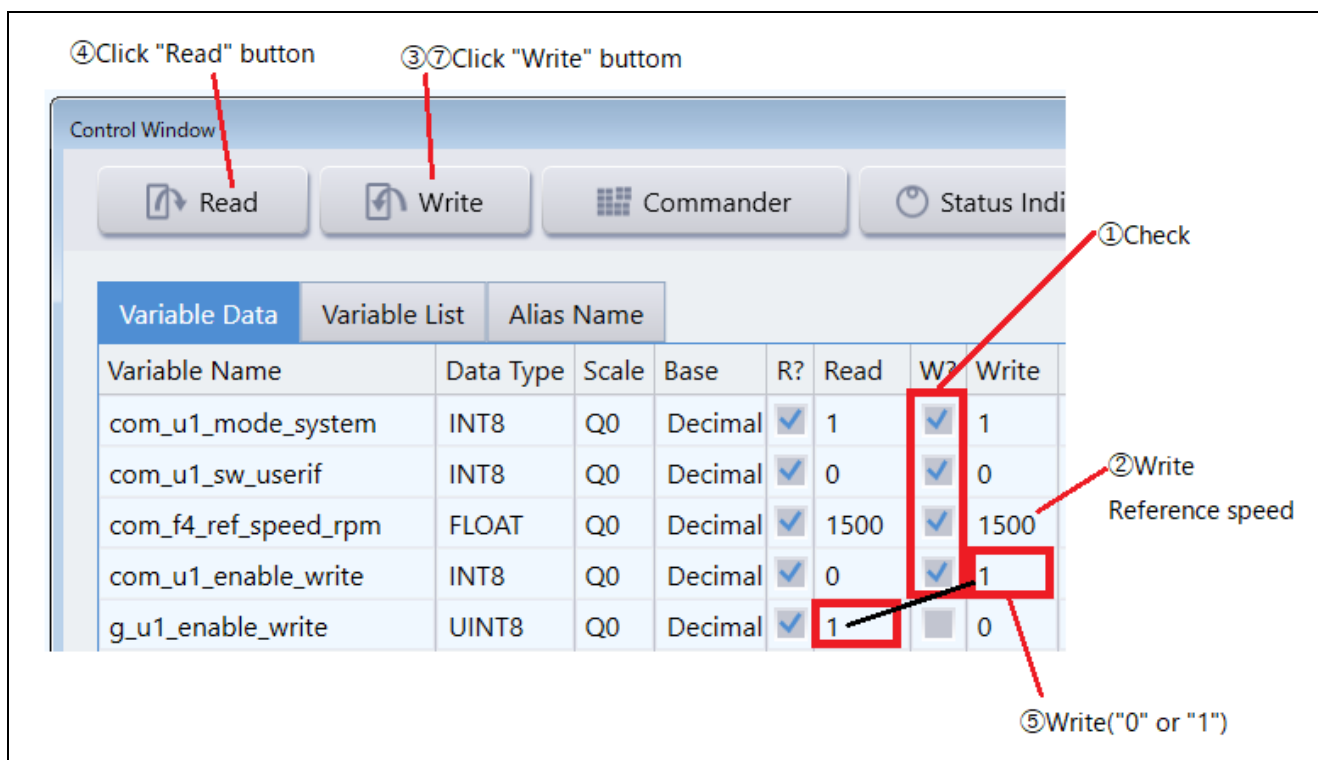 ④Click "Read" button ③⑦Click "Write" buttom
Control Window
Read Write Commander Status Indi
①Check
Variable Data Variable List Alias Name
Variable Name Data Type Scale Base R? Read W? Write
com_u1_mode_system INT8 Q0 Decimal 1 1
com_u1_sw_userif INT8 Q0 Decimal 0 0
②Write
Reference speed
com_f4_ref_speed_rpm FLOAT Q0 Decimal 1500 1500
com_u1_enable_write INT8 Q0 Decimal 0 1
g_u1_enable_write UINT8 Q0 Decimal 1 0
⑤Write("0" or "1")